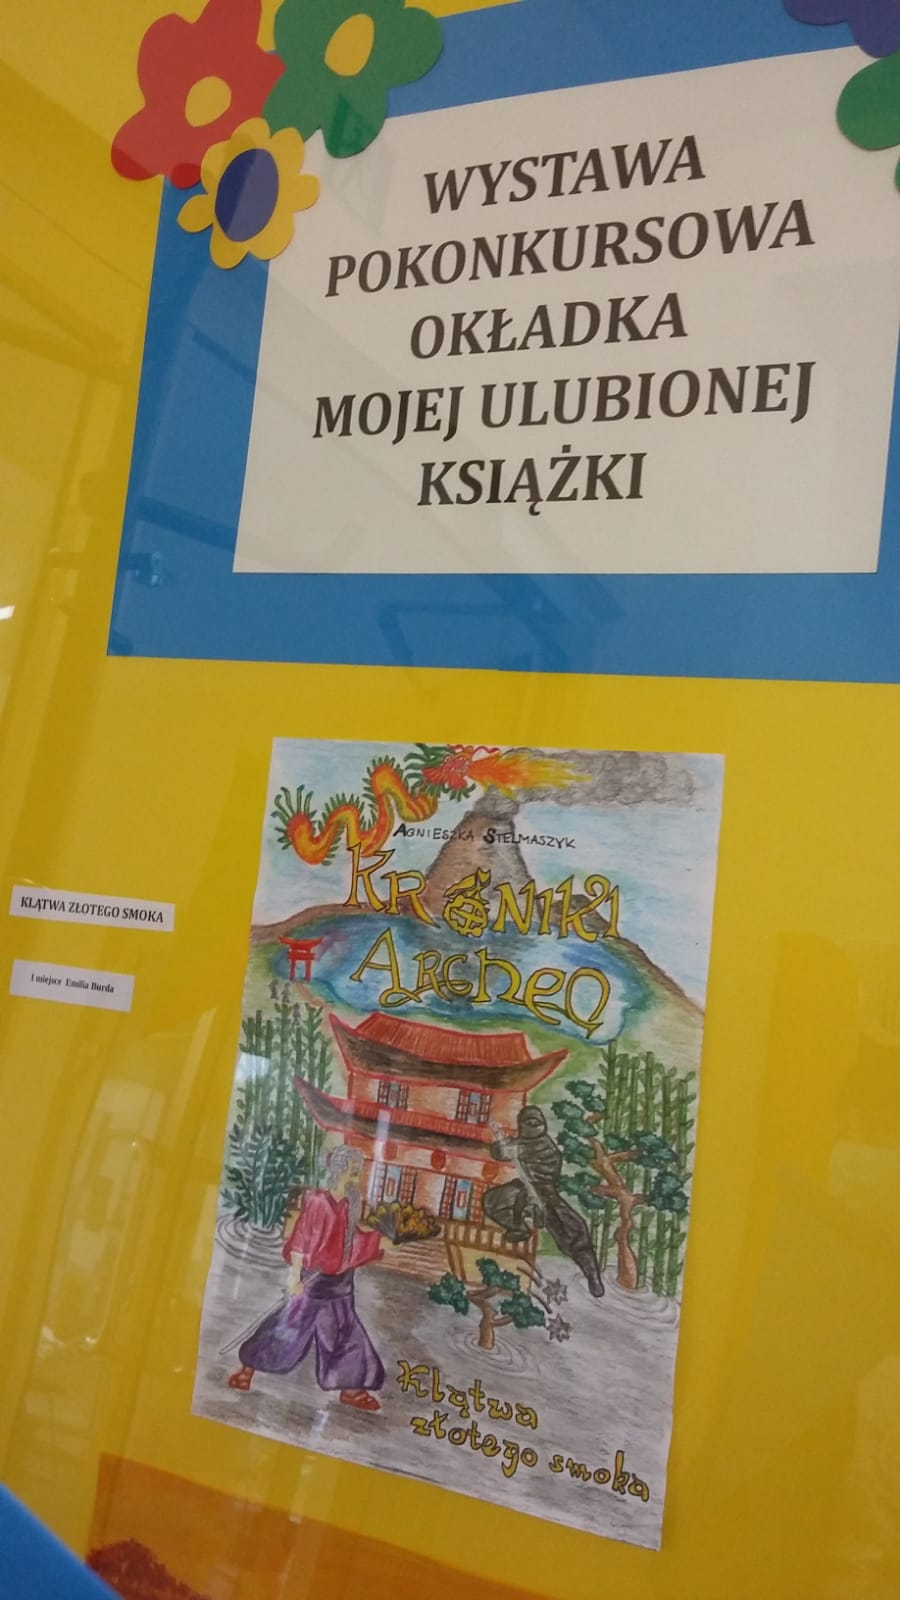 WYSTAWA
POKONKURSOWA
OKŁADKA
MOJEJ ULUBIONEJ
KSIĄŻKI
AGNIESZKA STELMASZYK
KRONIKI
ARCHEO
KLĄTWA ZŁOTEGO SMOKA
I miejsce Emilia Burda
Klątwa
złotego smoka